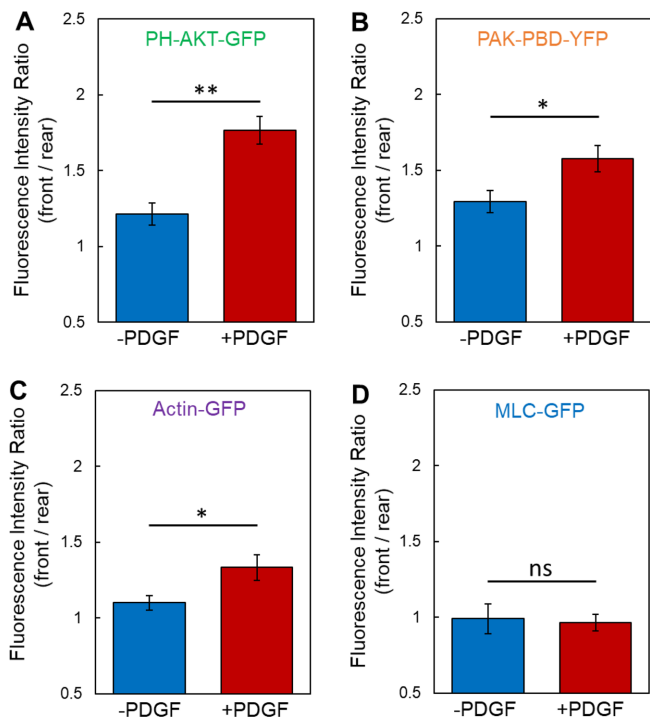 A
PH-AKT-GFP
Fluorescence Intensity Ratio
(front / rear)
2.5
2
1.5
1
0.5
**
-PDGF +PDGF
B
PAK-PBD-YFP
Fluorescence Intensity Ratio
(front / rear)
2.5
2
1.5
1
0.5
*
-PDGF +PDGF
C
Actin-GFP
Fluorescence Intensity Ratio
(front / rear)
2.5
2
1.5
1
0.5
*
-PDGF +PDGF
D
MLC-GFP
Fluorescence Intensity Ratio
(front / rear)
2.5
2
1.5
1
0.5
ns
-PDGF +PDGF